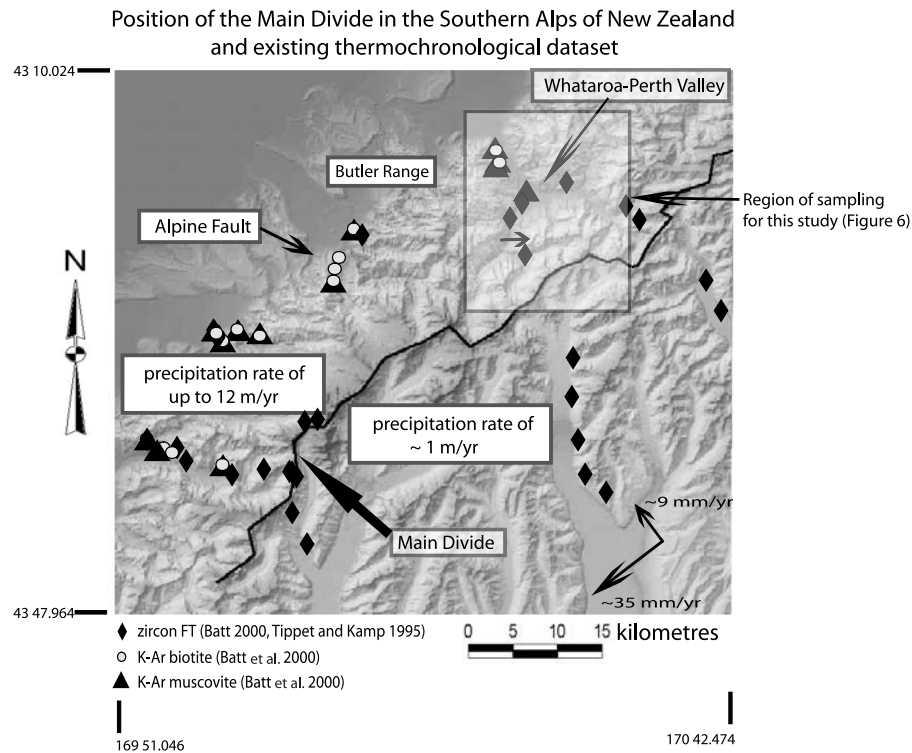 Position of the Main Divide in the Southern Alps of New Zealand
and existing thermochronological dataset
43 10.024
Whataroa-Perth Valley
Butler Range
Region of sampling
for this study (Figure 6)
Alpine Fault
N
precipitation rate of
up to 12 m/yr
precipitation rate of
~ 1 m/yr
~9 mm/yr
Main Divide
~35 mm/yr
43 47.964
zircon FT (Batt 2000, Tippet and Kamp 1995)
K-Ar biotite (Batt et al. 2000)
K-Ar muscovite (Batt et al. 2000)
0 5 10 15 kilometres
169 51.046
170 42.474